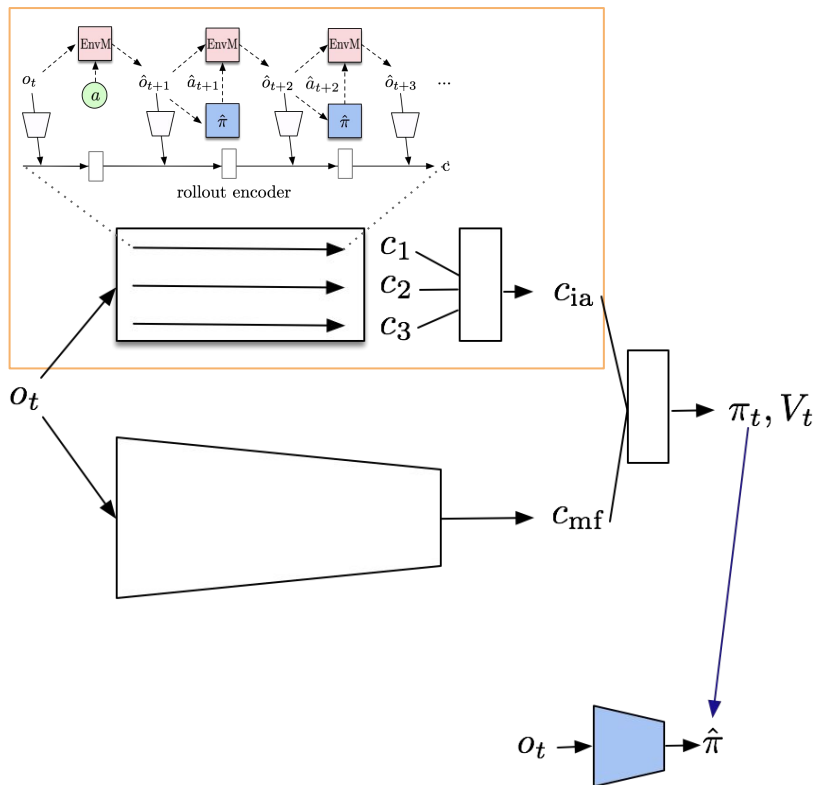 EnvM EnvM EnvM
o_t ô_{t+1} â_{t+1} ô_{t+2} â_{t+2} ô_{t+3} ...
a π̂ π̂
c
rollout encoder
c_1
c_2
c_3
c_ia
o_t
π_t, V_t
c_mf
o_t π̂